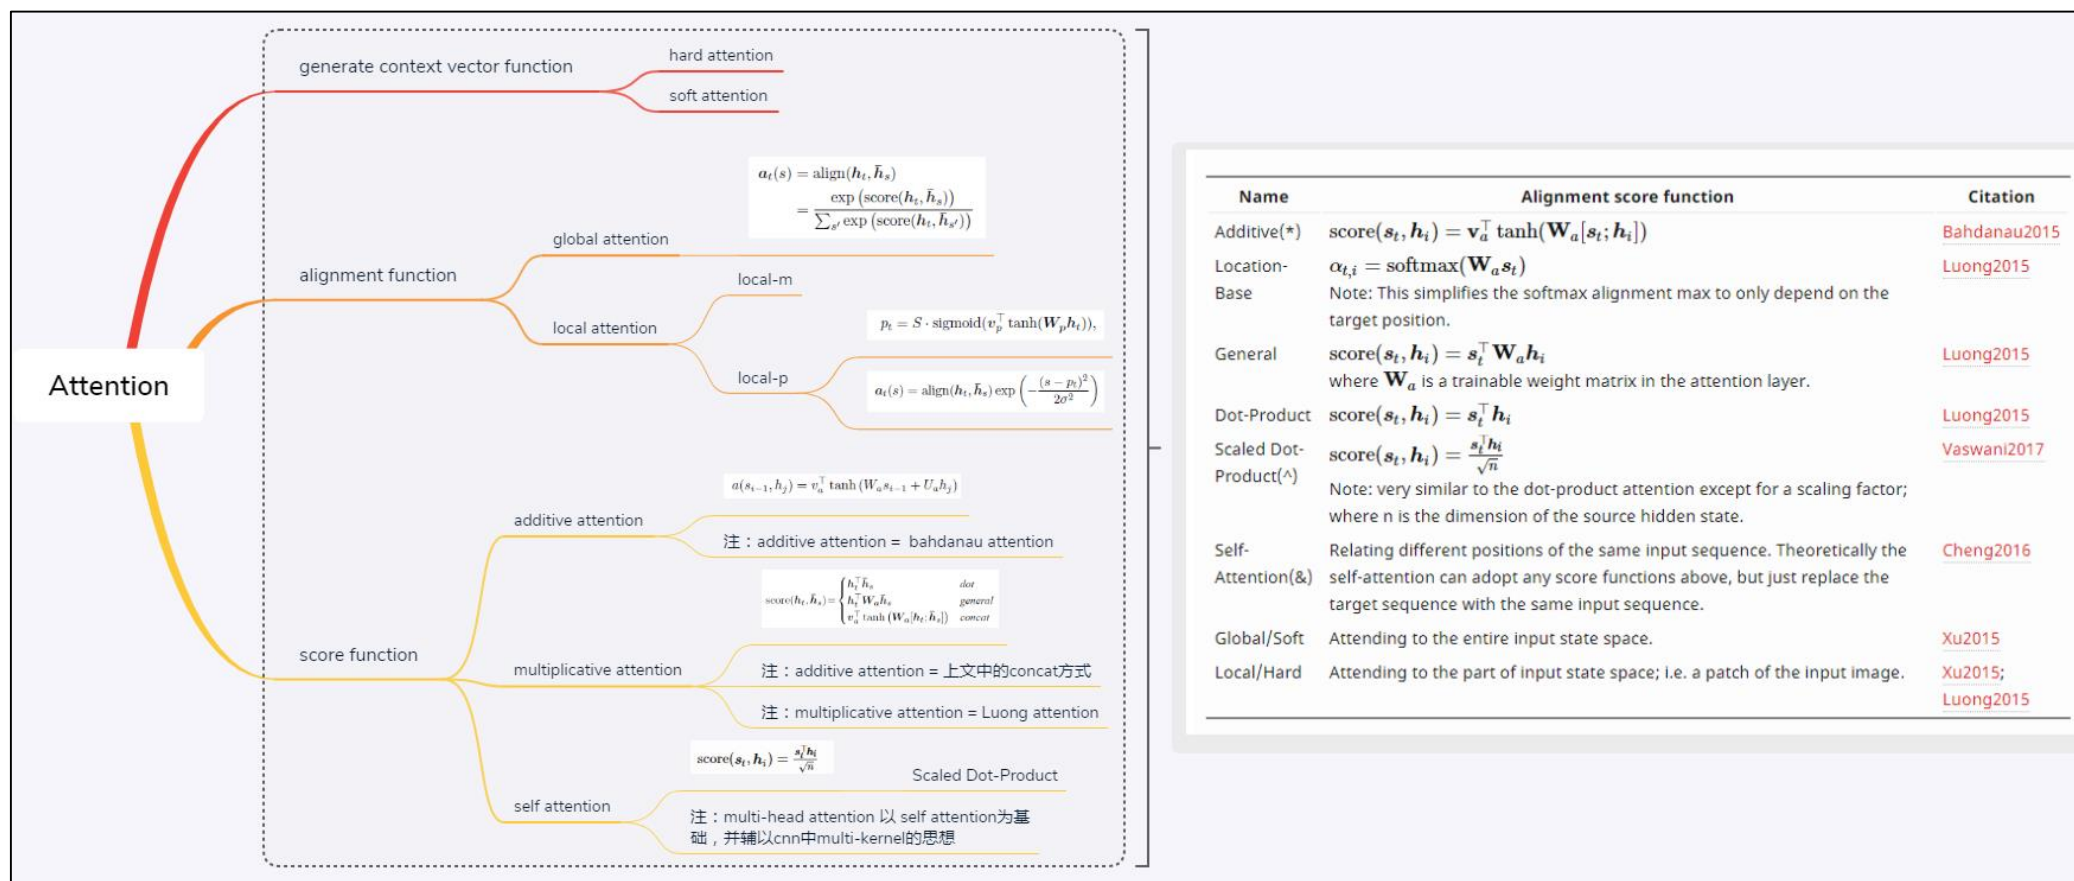 Attention
generate context vector function
hard attention
soft attention
alignment function
global attention
a_t(s) = align(h_t, h̄_s)
= exp(score(h_t, h̄_s)) / ∑_{s'} exp(score(h_t, h̄_{s'}))
local attention
local-m
local-p
p_t = S · sigmoid(v_p^⊤ tanh(W_p h_t)),
a_t(s) = align(h_t, h̄_s) exp(−(s − p_t)^2 / 2σ^2)
score function
additive attention
a(s_{i−1}, h_j) = v_a^⊤ tanh(W_a s_{i−1} + U_a h_j)
注：additive attention = bahdanau attention
multiplicative attention
score(h_t, h̄_s) = { h_t^⊤ h̄_s dot
h_t^⊤ W_a h̄_s general
v_a^⊤ tanh(W_a[h_t; h̄_s]) concat
注：additive attention = 上文中的concat方式
注：multiplicative attention = Luong attention
self attention
score(s_t, h_i) = s_t^⊤ h_i / √n
Scaled Dot-Product
注：multi-head attention 以 self attention为基
础，并辅以cnn中multi-kernel的思想
Name Alignment score function Citation
Additive(*) score(s_t, h_i) = v_a^⊤ tanh(W_a[s_t; h_i]) Bahdanau2015
Location- α_{t,i} = softmax(W_a s_t) Luong2015
Base Note: This simplifies the softmax alignment max to only depend on the
target position.
General score(s_t, h_i) = s_t^⊤ W_a h_i Luong2015
where W_a is a trainable weight matrix in the attention layer.
Dot-Product score(s_t, h_i) = s_t^⊤ h_i Luong2015
Scaled Dot- score(s_t, h_i) = s_t^⊤ h_i / √n Vaswani2017
Product(^)
Note: very similar to the dot-product attention except for a scaling factor;
where n is the dimension of the source hidden state.
Self- Relating different positions of the same input sequence. Theoretically the Cheng2016
Attention(&) self-attention can adopt any score functions above, but just replace the
target sequence with the same input sequence.
Global/Soft Attending to the entire input state space. Xu2015
Local/Hard Attending to the part of input state space; i.e. a patch of the input image. Xu2015;
Luong2015